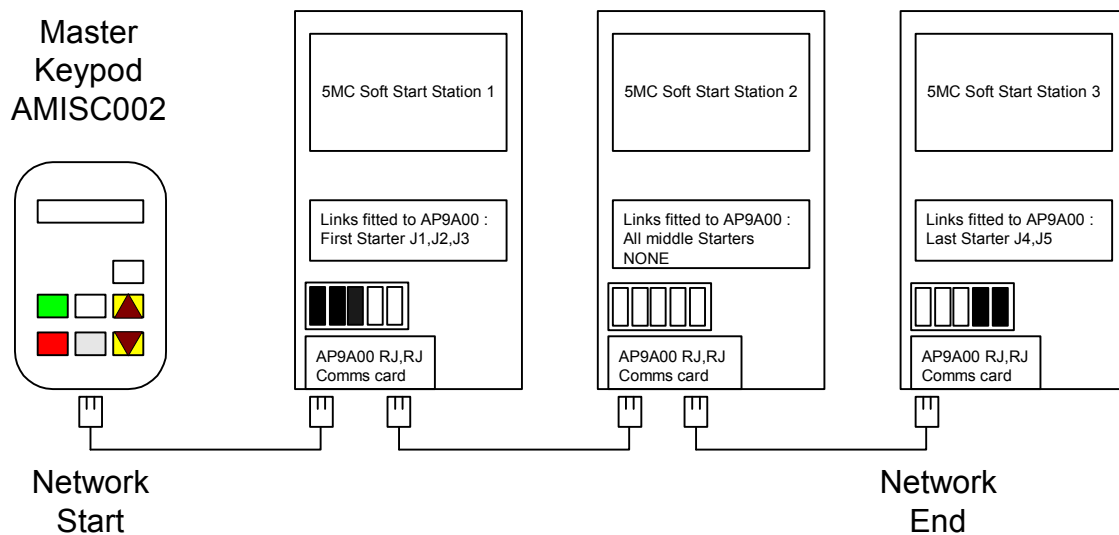 Master
Keypod
AMISC002
5MC Soft Start Station 1
5MC Soft Start Station 2
5MC Soft Start Station 3
Links fitted to AP9A00 :
First Starter J1,J2,J3
Links fitted to AP9A00 :
All middle Starters
NONE
Links fitted to AP9A00 :
Last Starter J4,J5
AP9A00 RJ,RJ
Comms card
AP9A00 RJ,RJ
Comms card
AP9A00 RJ,RJ
Comms card
Network
Start
Network
End